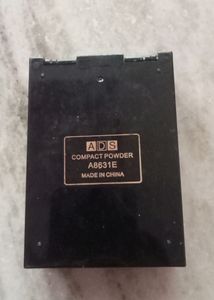 ADS
COMPACT POWDER
A8631E
MADE IN CHINA